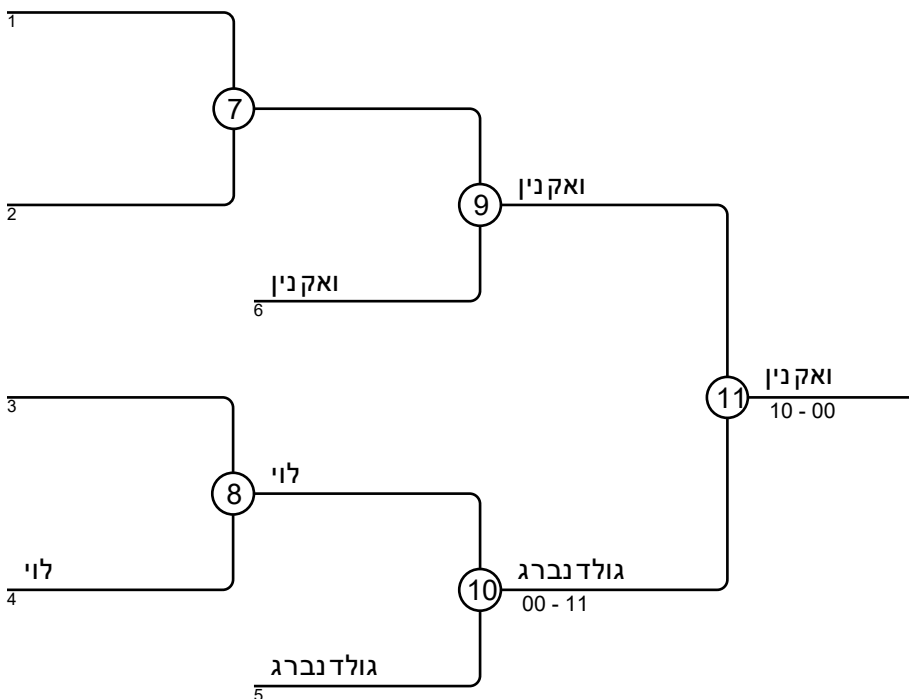 1
7
2
9
ואקנין
ואקנין
6
3
11
ואקנין
10 - 00
8
לוי
לוי
4
10
גולדנברג
00 - 11
גולדנברג
5